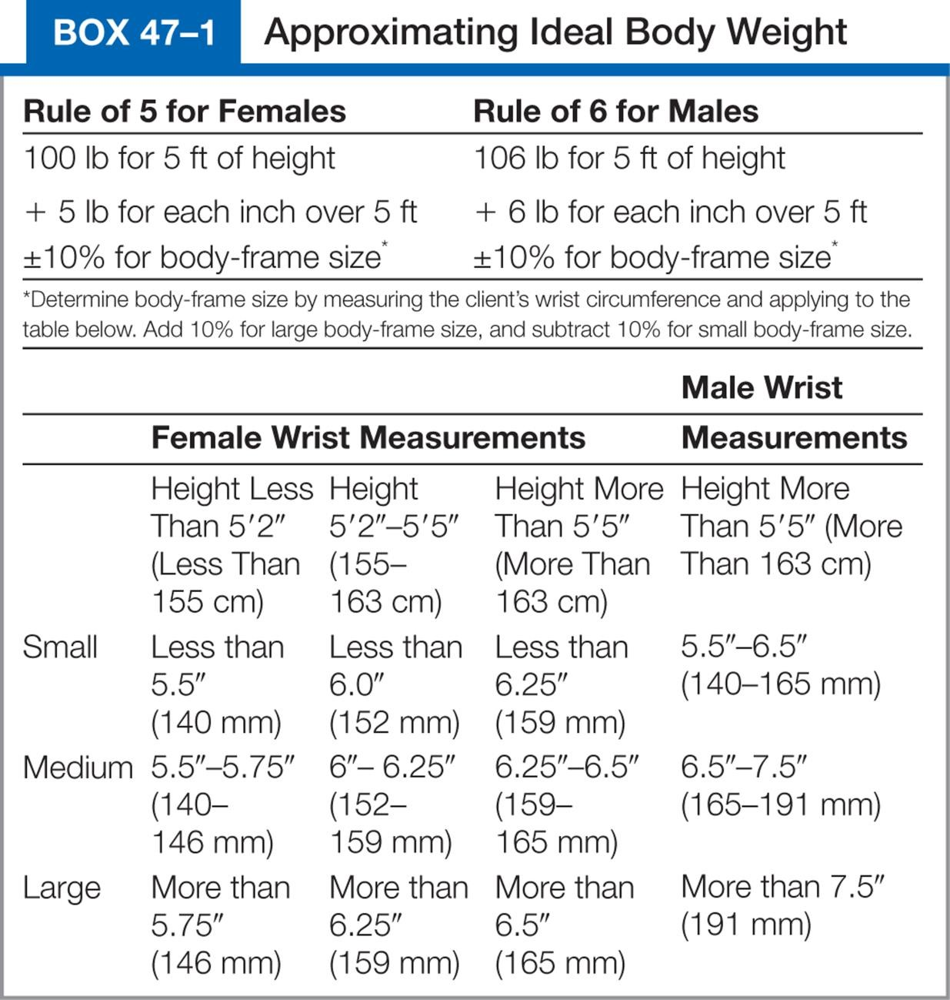 BOX 47–1 Approximating Ideal Body Weight
Rule of 5 for Females Rule of 6 for Males
100 lb for 5 ft of height 106 lb for 5 ft of height
+ 5 lb for each inch over 5 ft + 6 lb for each inch over 5 ft
±10% for body-frame size* ±10% for body-frame size*
*Determine body-frame size by measuring the client’s wrist circumference and applying to the
table below. Add 10% for large body-frame size, and subtract 10% for small body-frame size.
Male Wrist
Female Wrist Measurements Measurements
Height Less Height Height More Height More
Than 5′2″ 5′2″–5′5″ Than 5′5″ Than 5′5″ (More
(Less Than (155– (More Than Than 163 cm)
155 cm) 163 cm) 163 cm)
Small Less than Less than Less than 5.5″–6.5″
5.5″ 6.0″ 6.25″ (140–165 mm)
(140 mm) (152 mm) (159 mm)
Medium 5.5″–5.75″ 6″– 6.25″ 6.25″–6.5″ 6.5″–7.5″
(140– (152– (159– (165–191 mm)
146 mm) 159 mm) 165 mm)
Large More than More than More than More than 7.5″
5.75″ 6.25″ 6.5″ (191 mm)
(146 mm) (159 mm) (165 mm)